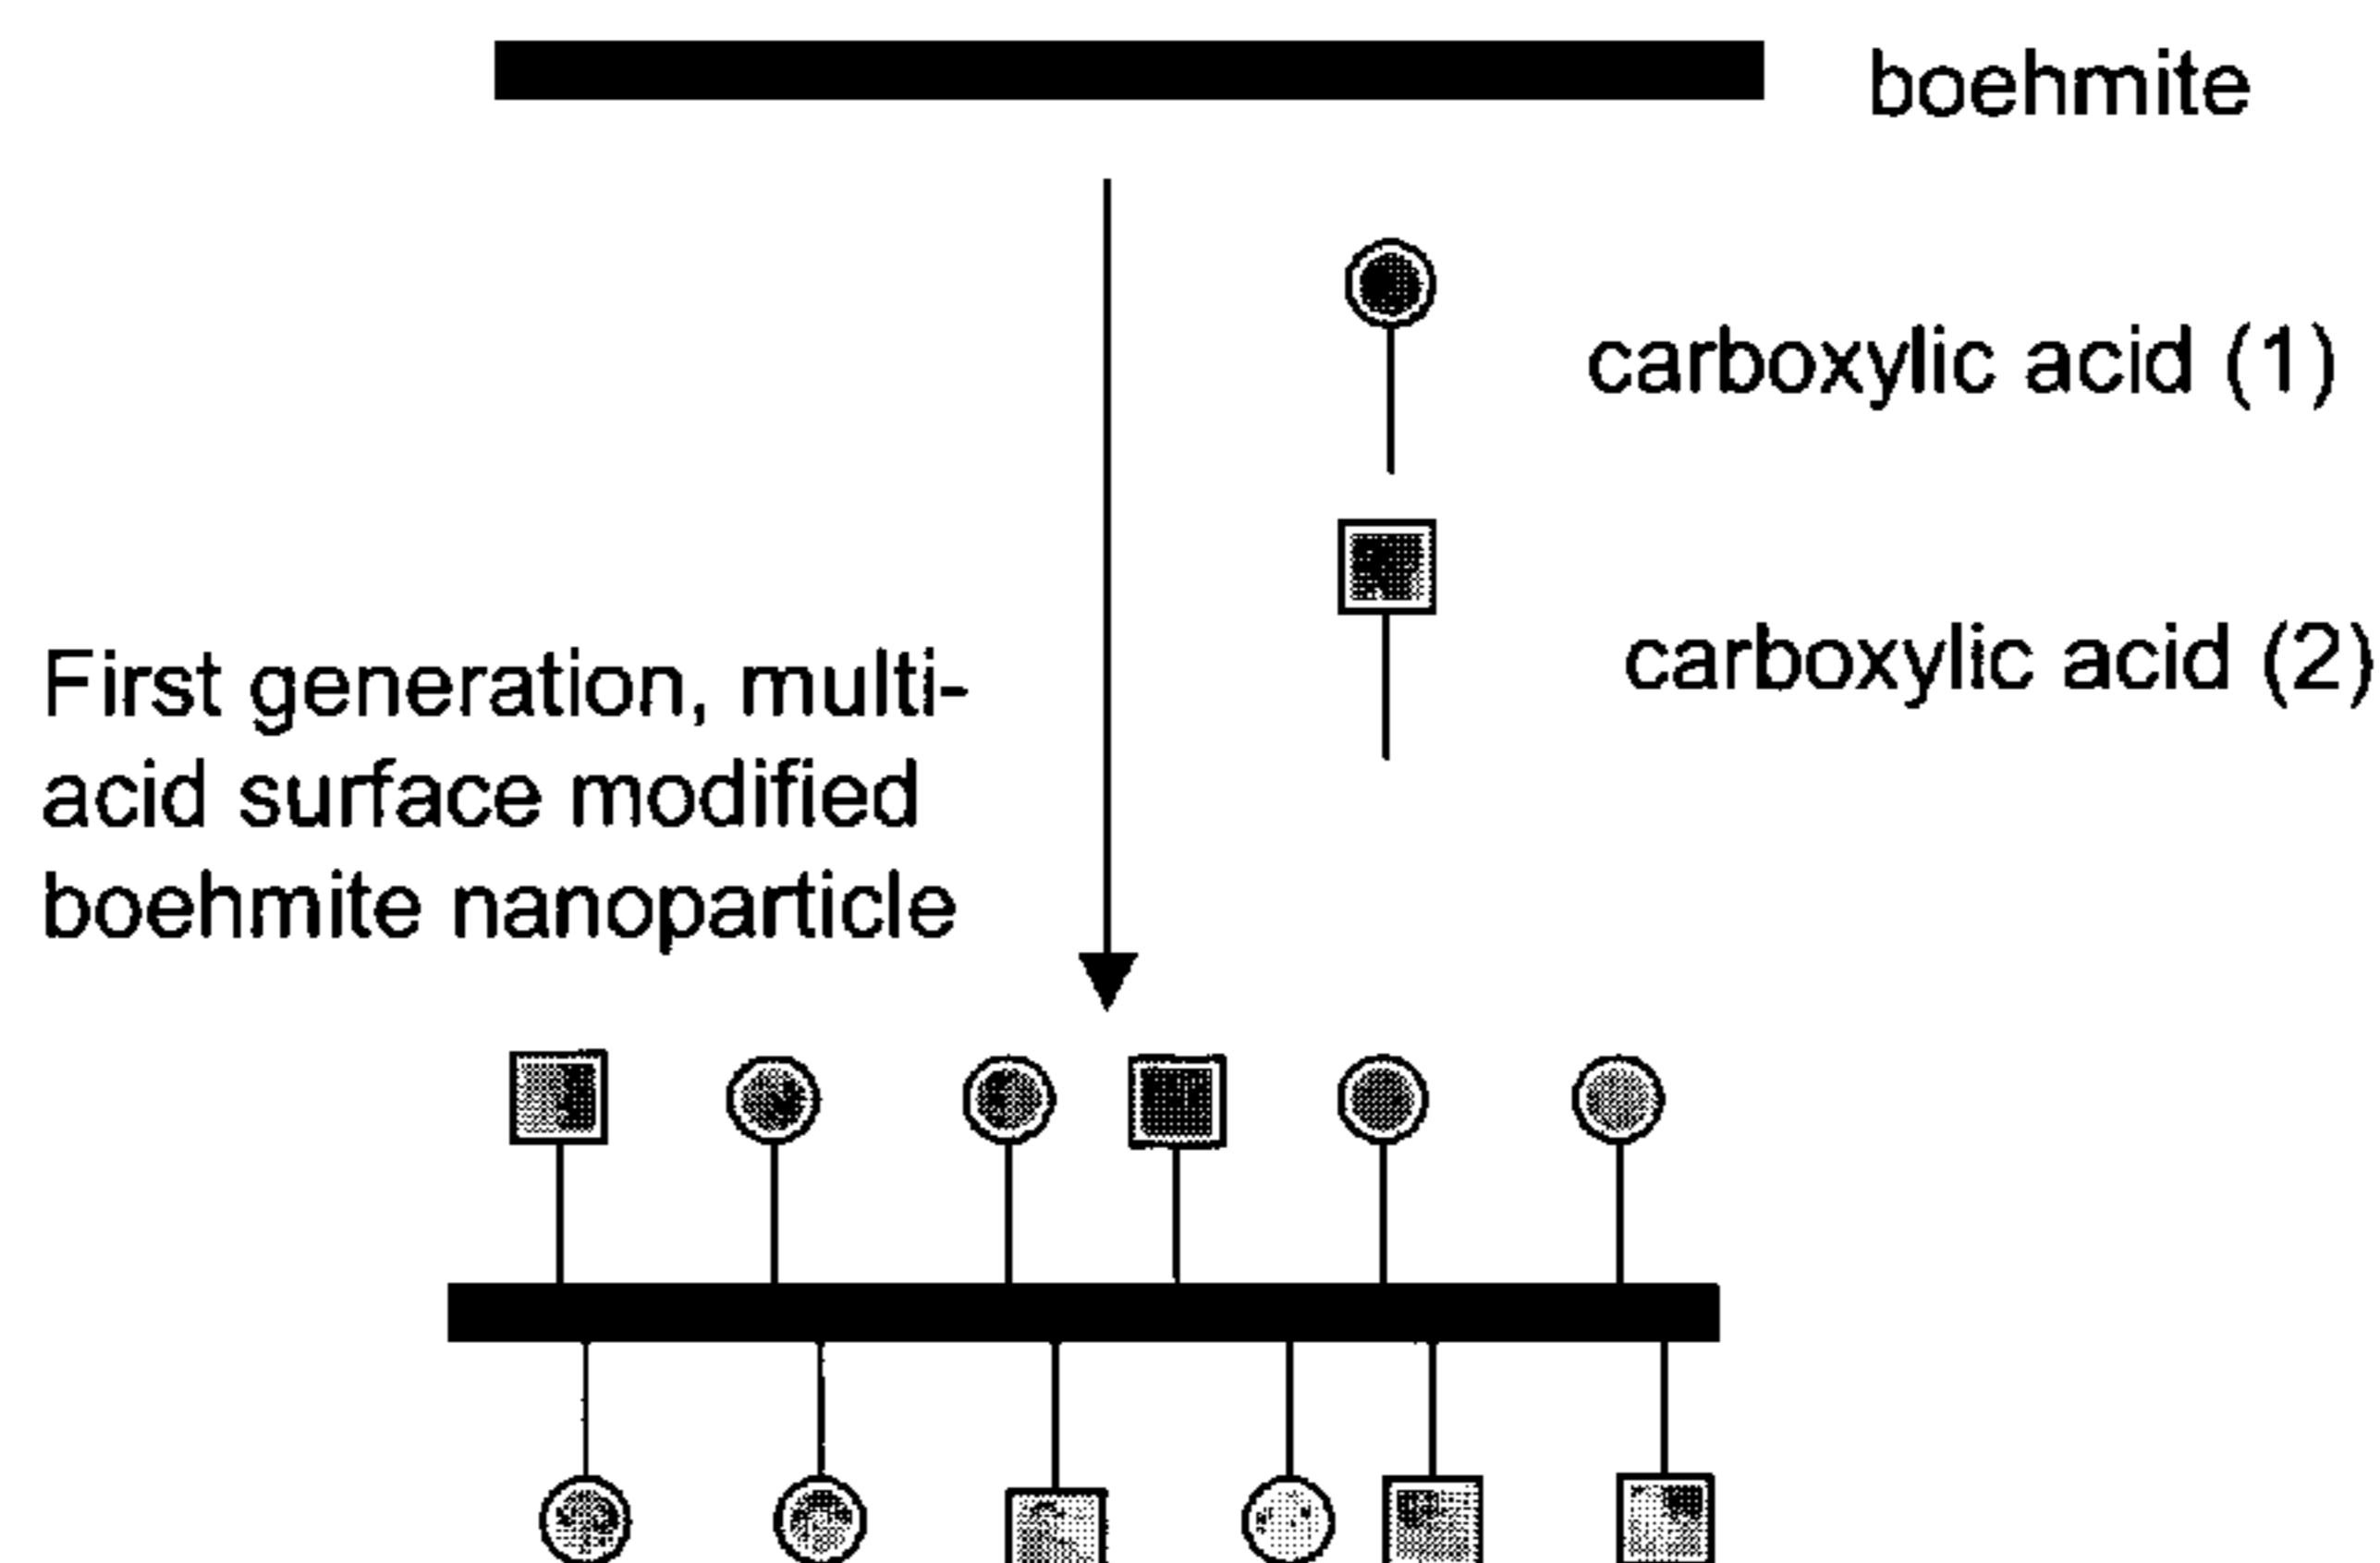 boehmite
carboxylic acid (1)
carboxylic acid (2)
First generation, multi-
acid surface modified
boehmite nanoparticle